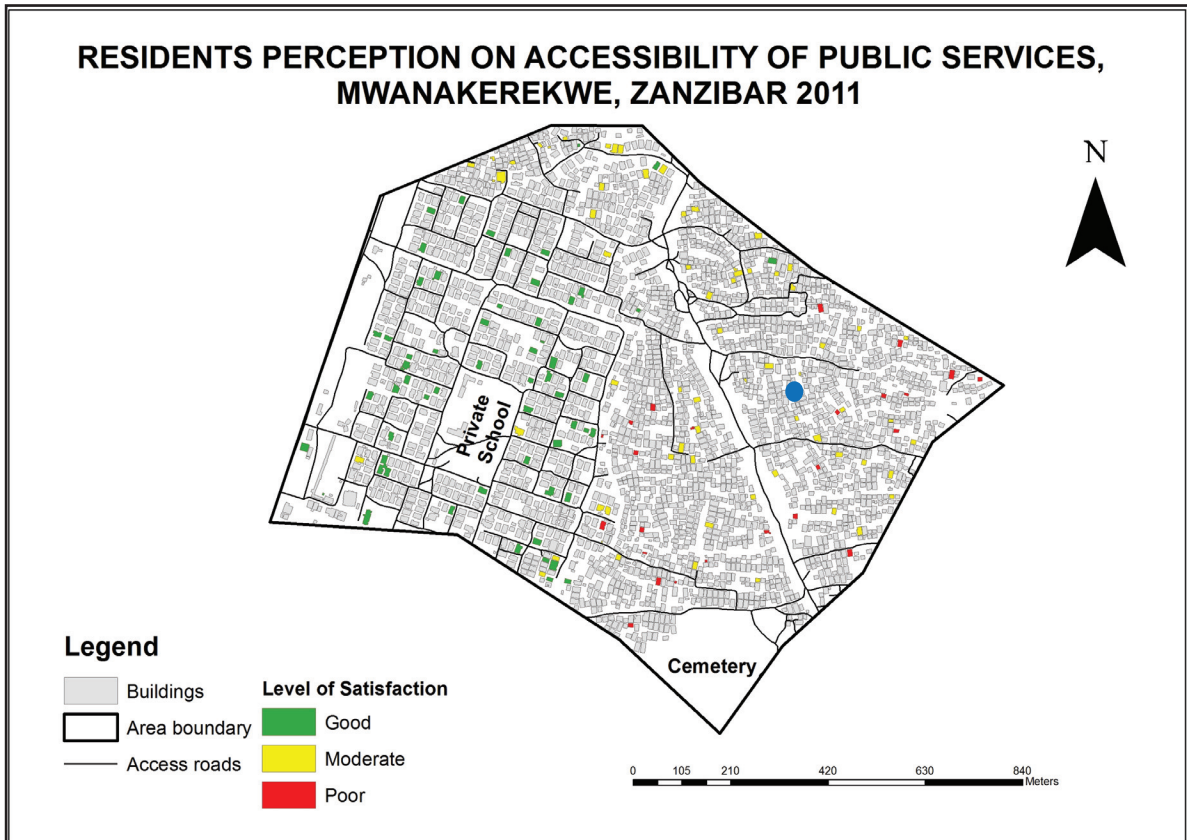 RESIDENTS PERCEPTION ON ACCESSIBILITY OF PUBLIC SERVICES,
MWANAKEREKWE, ZANZIBAR 2011
N
Private
School
Cemetery
Legend
Buildings
Area boundary
Access roads
Level of Satisfaction
Good
Moderate
Poor
0 105 210 420 630 840
Meters